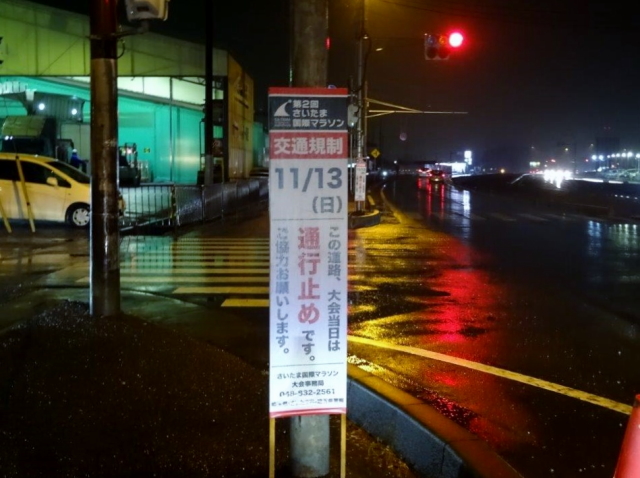 第2回
さいたま
国際マラソン
交通規制
11/13
(日)
この道路、大会当日は
通行止めです。
ご協力お願いします。
さいたま国際マラソン
大会事務局
048-832-2561